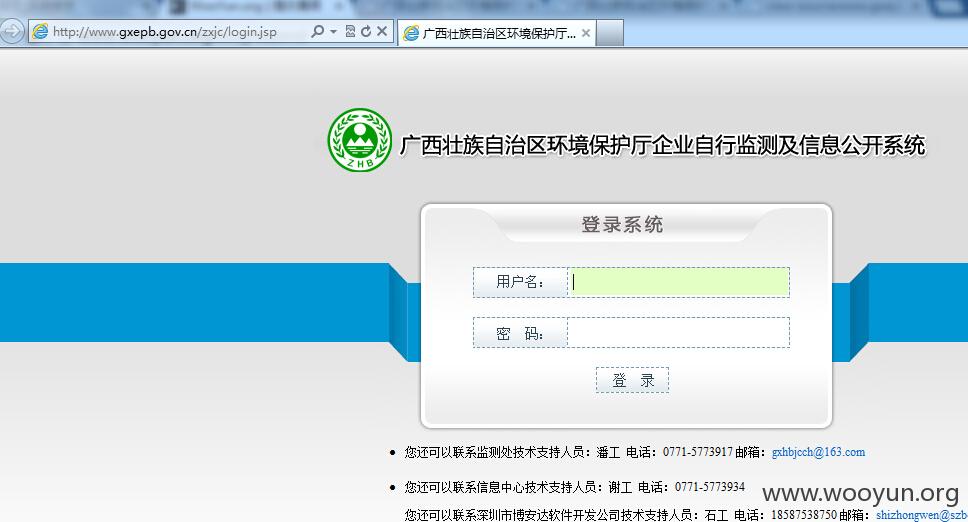 http://www.gxepb.gov.cn/zxjc/login.jsp
广西壮族自治区环境保护厅...
ZHB
广西壮族自治区环境保护厅企业自行监测及信息公开系统
登录系统
用户名：
密 码：
登 录
您还可以联系监测处技术支持人员：潘工 电话：0771-5773917 邮箱：gxhbjcch@163.com
您还可以联系信息中心技术支持人员：谢工 电话：0771-5773934
www.wooyun.org
您还可以联系深圳市博安达软件开发公司技术支持人员：石工 电话：18587538750 邮箱：shizhongwen@szb